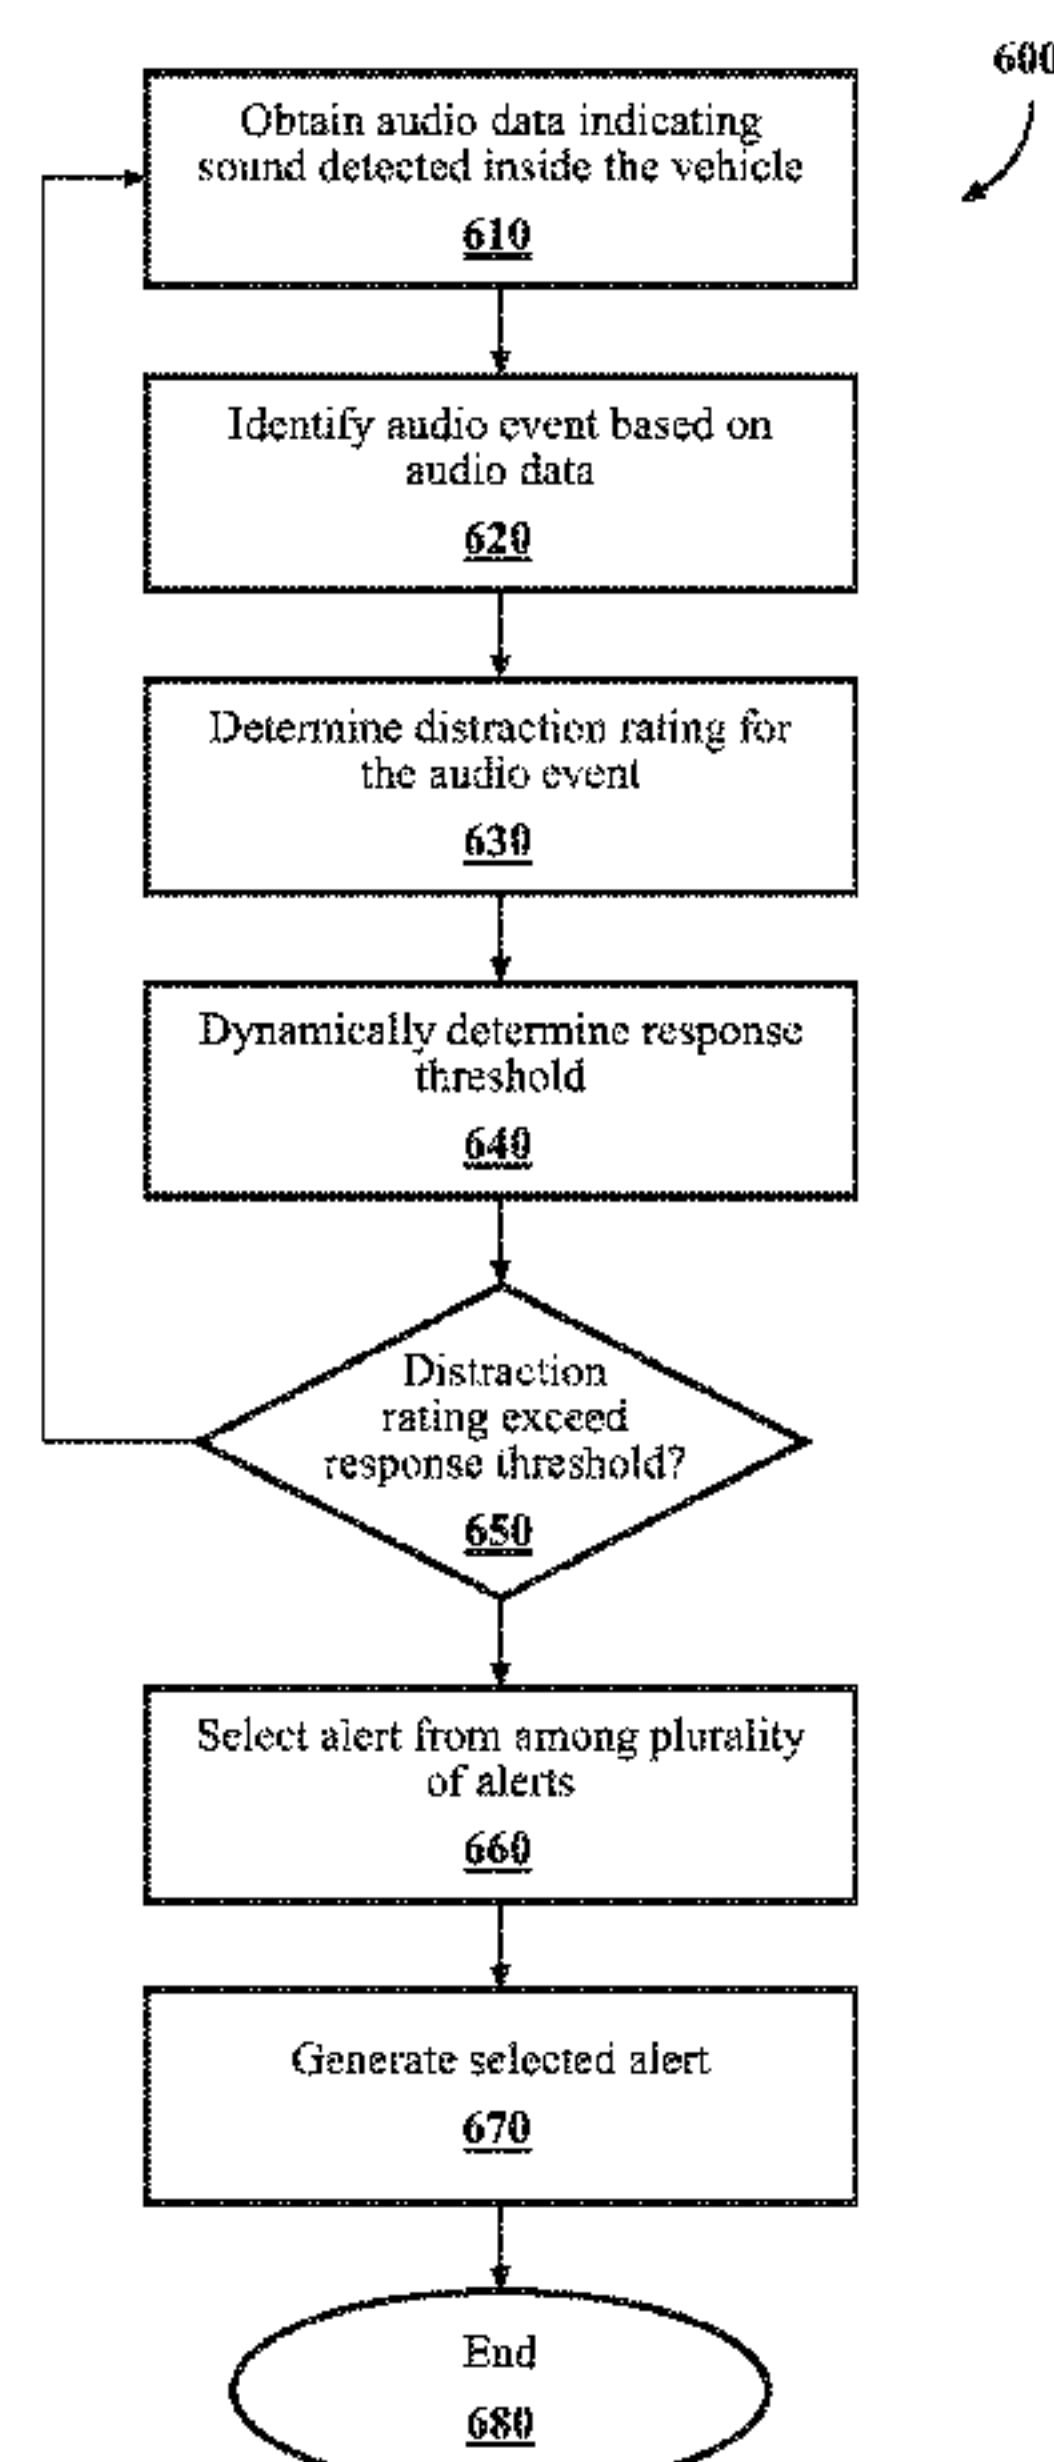 600
Obtain audio data indicating
sound detected inside the vehicle
610
Identify audio event based on
audio data
620
Determine distraction rating for
the audio event
630
Dynamically determine response
threshold
640
Distraction
rating exceed
response threshold?
650
Select alert from among plurality
of alerts
660
Generate selected alert
670
End
680